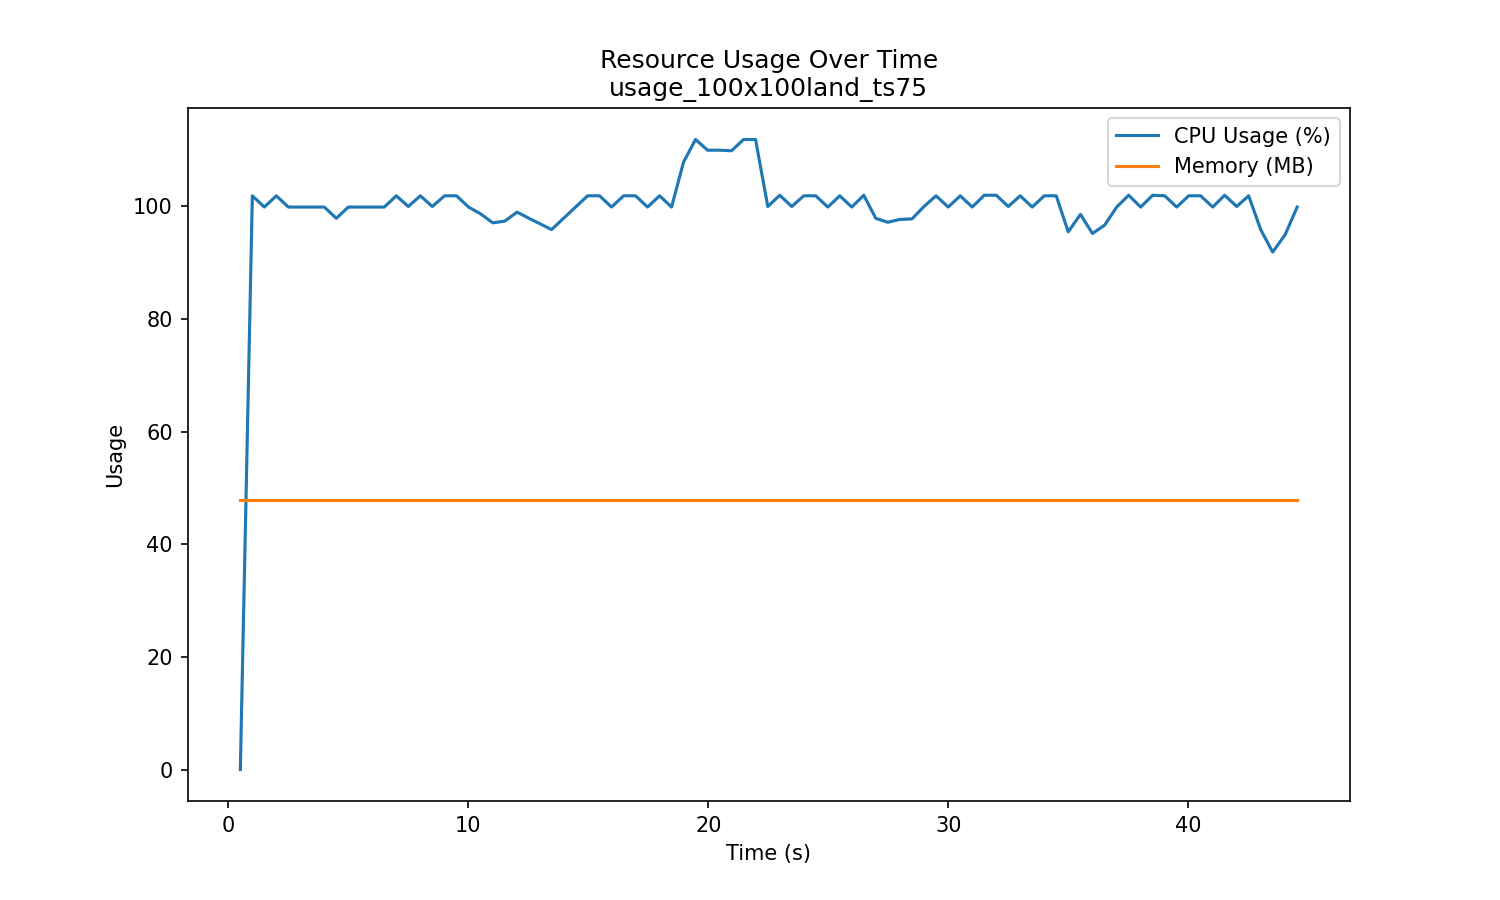 Resource Usage Over Time
usage_100x100land_ts75
CPU Usage (%)
Memory (MB)
100
80
60
40
20
0
Usage
0 10 20 30 40
Time (s)